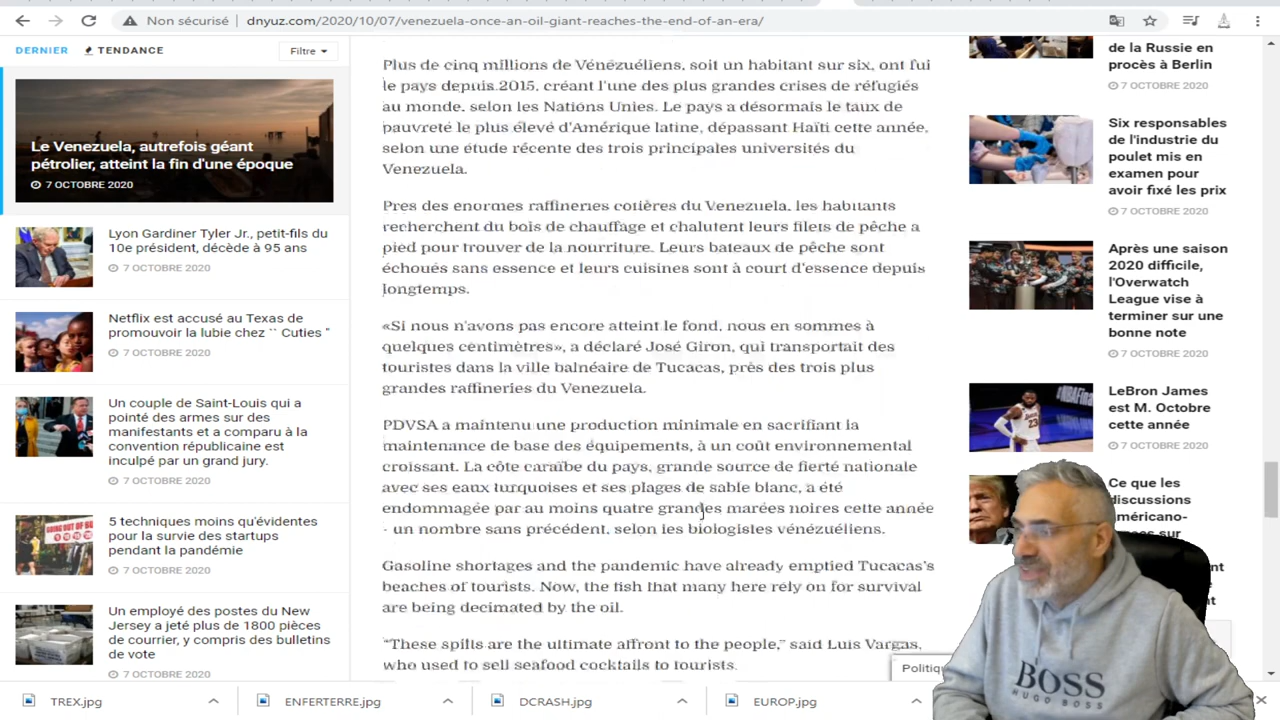 Non sécurisé
dnyuz.com/2020/10/07/venezuela-once-an-oil-giant-reaches-the-end-of-an-era/
DERNIER
TENDANCE
Filtre
Le Venezuela, autrefois géant
pétrolier, atteint la fin d'une époque
7 OCTOBRE 2020
Lyon Gardiner Tyler Jr., petit-fils du
10e président, décède à 95 ans
7 OCTOBRE 2020
Netflix est accusé au Texas de
promouvoir la lubie chez `` Cuties "
7 OCTOBRE 2020
Un couple de Saint-Louis qui a
pointé des armes sur des
manifestants et a comparu à la
convention républicaine est
inculpé par un grand jury.
7 OCTOBRE 2020
5 techniques moins qu'évidentes
pour la survie des startups
pendant la pandémie
7 OCTOBRE 2020
Un employé des postes du New
Jersey a jeté plus de 1800 pièces
de courrier, y compris des bulletins
de vote
7 OCTOBRE 2020
Plus de cinq millions de Vénézuéliens, soit un habitant sur six, ont fui
le pays depuis 2015, créant l'une des plus grandes crises de réfugiés
au monde, selon les Nations Unies. Le pays a désormais le taux de
pauvreté le plus élevé d'Amérique latine, dépassant Haïti cette année,
selon une étude récente des trois principales universités du
Venezuela.
Près des énormes raffineries côtières du Venezuela, les habitants
recherchent du bois de chauffage et chalutent leurs filets de pêche à
pied pour trouver de la nourriture. Leurs bateaux de pêche sont
échoués sans essence et leurs cuisines sont à court d'essence depuis
longtemps.
«Si nous n'avons pas encore atteint le fond, nous en sommes à
quelques centimètres», a déclaré José Giron, qui transportait des
touristes dans la ville balnéaire de Tucacas, près des trois plus
grandes raffineries du Venezuela.
PDVSA a maintenu une production minimale en sacrifiant la
maintenance de base des équipements, à un coût environnemental
croissant. La côte caraïbe du pays, grande source de fierté nationale
avec ses eaux turquoises et ses plages de sable blanc, a été
endommagée par au moins quatre grandes marées noires cette année
- un nombre sans précédent, selon les biologistes vénézuéliens.
Gasoline shortages and the pandemic have already emptied Tucacas's
beaches of tourists. Now, the fish that many here rely on for survival
are being decimated by the oil.
"These spills are the ultimate affront to the people," said Luis Vargas,
who used to sell seafood cocktails to tourists.
de la Russie en
procès à Berlin
7 OCTOBRE 2020
Six responsables
de l'industrie du
poulet mis en
examen pour
avoir fixé les prix
7 OCTOBRE 2020
Après une saison
2020 difficile,
l'Overwatch
League vise à
terminer sur une
bonne note
7 OCTOBRE 2020
LeBron James
est M. Octobre
cette année
7 OCTOBRE 2020
Ce que les
discussions
américano-
sur
Politiq
BOSS
HUGO BOSS
TREX.jpg
ENFERTERRE.jpg
DCRASH.jpg
EUROP.jpg